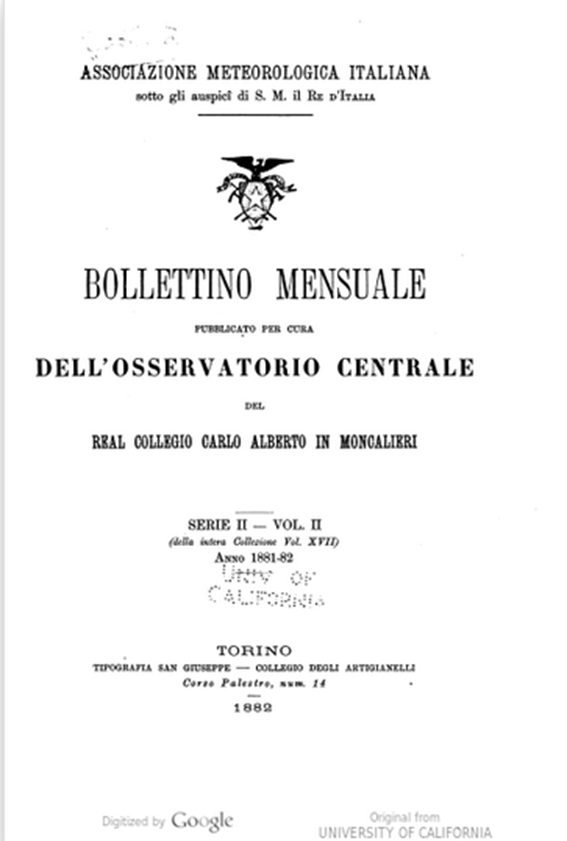 ASSOCIAZIONE METEOROLOGICA ITALIANA
sotto gli auspicî di S. M. il RE D'ITALIA
BOLLETTINO MENSUALE
PUBBLICATO PER CURA
DELL'OSSERVATORIO CENTRALE
DEL
REAL COLLEGIO CARLO ALBERTO IN MONCALIERI
SERIE II — VOL. II
(della intera Collezione Vol. XVII)
ANNO 1881-82
UNIV OF
CALIFORNIA
TORINO
TIPOGRAFIA SAN GIUSEPPE — COLLEGIO DEGLI ARTIGIANELLI
Corso Palestro, num. 14
1882
Digitized by Google
Original from
UNIVERSITY OF CALIFORNIA